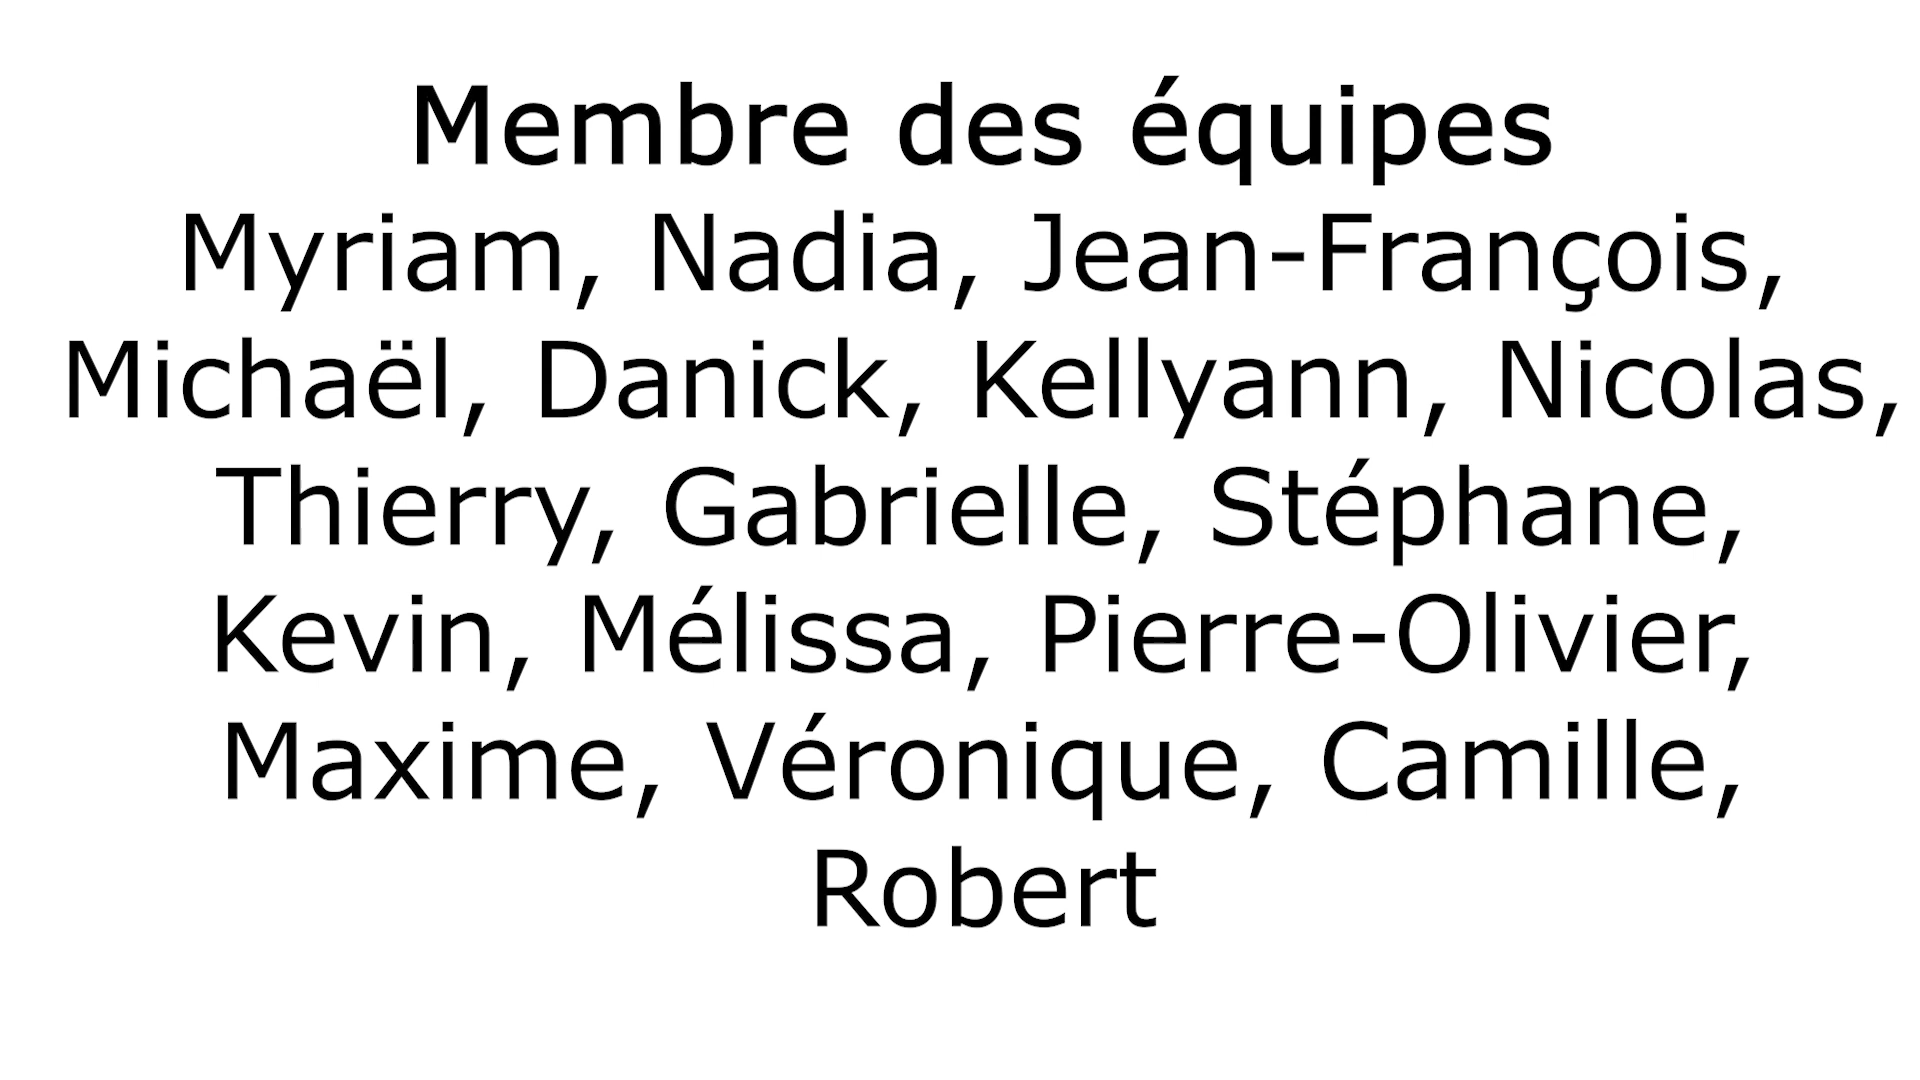 Membre des équipes
Myriam, Nadia, Jean-François,
Michaël, Danick, Kellyann, Nicolas,
Thierry, Gabrielle, Stéphane,
Kevin, Mélissa, Pierre-Olivier,
Maxime, Véronique, Camille,
Robert